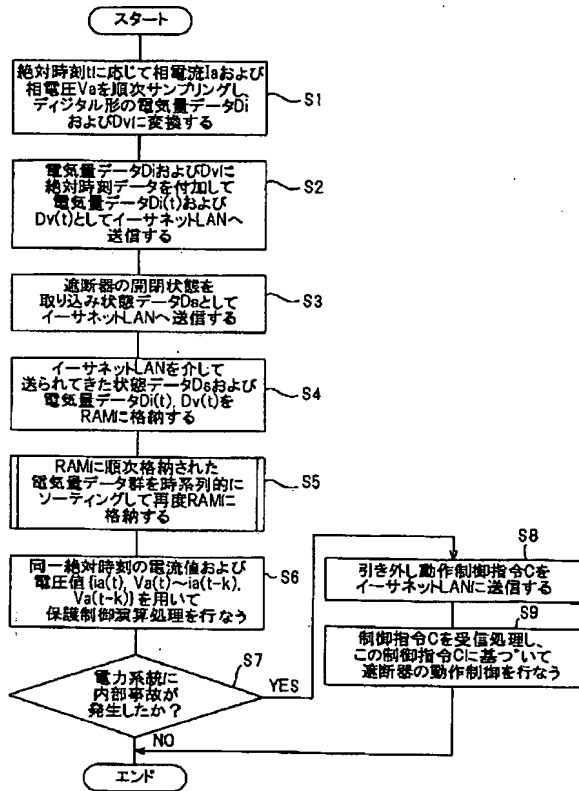 スタート
絶対時刻tiに応じて相電流Iaおよび
相電圧Vaを順次サンプリングし、
ディジタル形の電気量データDi
およびDvに変換する
S1
電気量データDiおよびDvに
絶対時刻データを付加して
電気量データDi(t)および
Dv(t)としてイーサネットLANへ
送信する
S2
遮断器の開閉状態を
取り込み状態データDsとして
イーサネットLANへ送信する
S3
イーサネットLANを介して
送られてきた状態データDsおよび
電気量データDi(t), Dv(t)を
RAMに格納する
S4
RAMに順次格納された
電気量データ群を時系列的に
ソーティングして再度RAMに
格納する
S5
同一絶対時刻の電流値および
電圧値{ia(t), Va(t)~ia(t-k),
Va(t-k)}を用いて
保護制御演算処理を行なう
S6
電力系統に
内部事故が
発生したか?
S7
YES
NO
引き外し動作制御指令Cを
イーサネットLANに送信する
S8
制御指令Cを受信処理し、
この制御指令Cに基づいて
遮断器の動作制御を行なう
S9
エンド